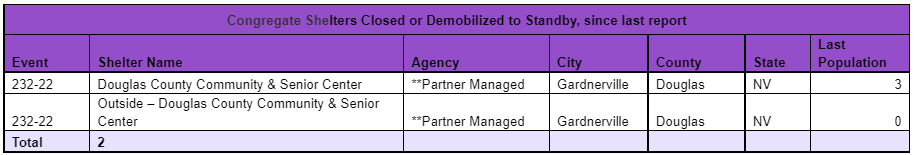 Congregate Shelters Closed or Demobilized to Standby, since last report
Event Shelter Name Agency City County State Last Population
232-22 Douglas County Community & Senior Center **Partner Managed Gardnerville Douglas NV 3
232-22 Outside – Douglas County Community & Senior Center **Partner Managed Gardnerville Douglas NV 0
Total 2